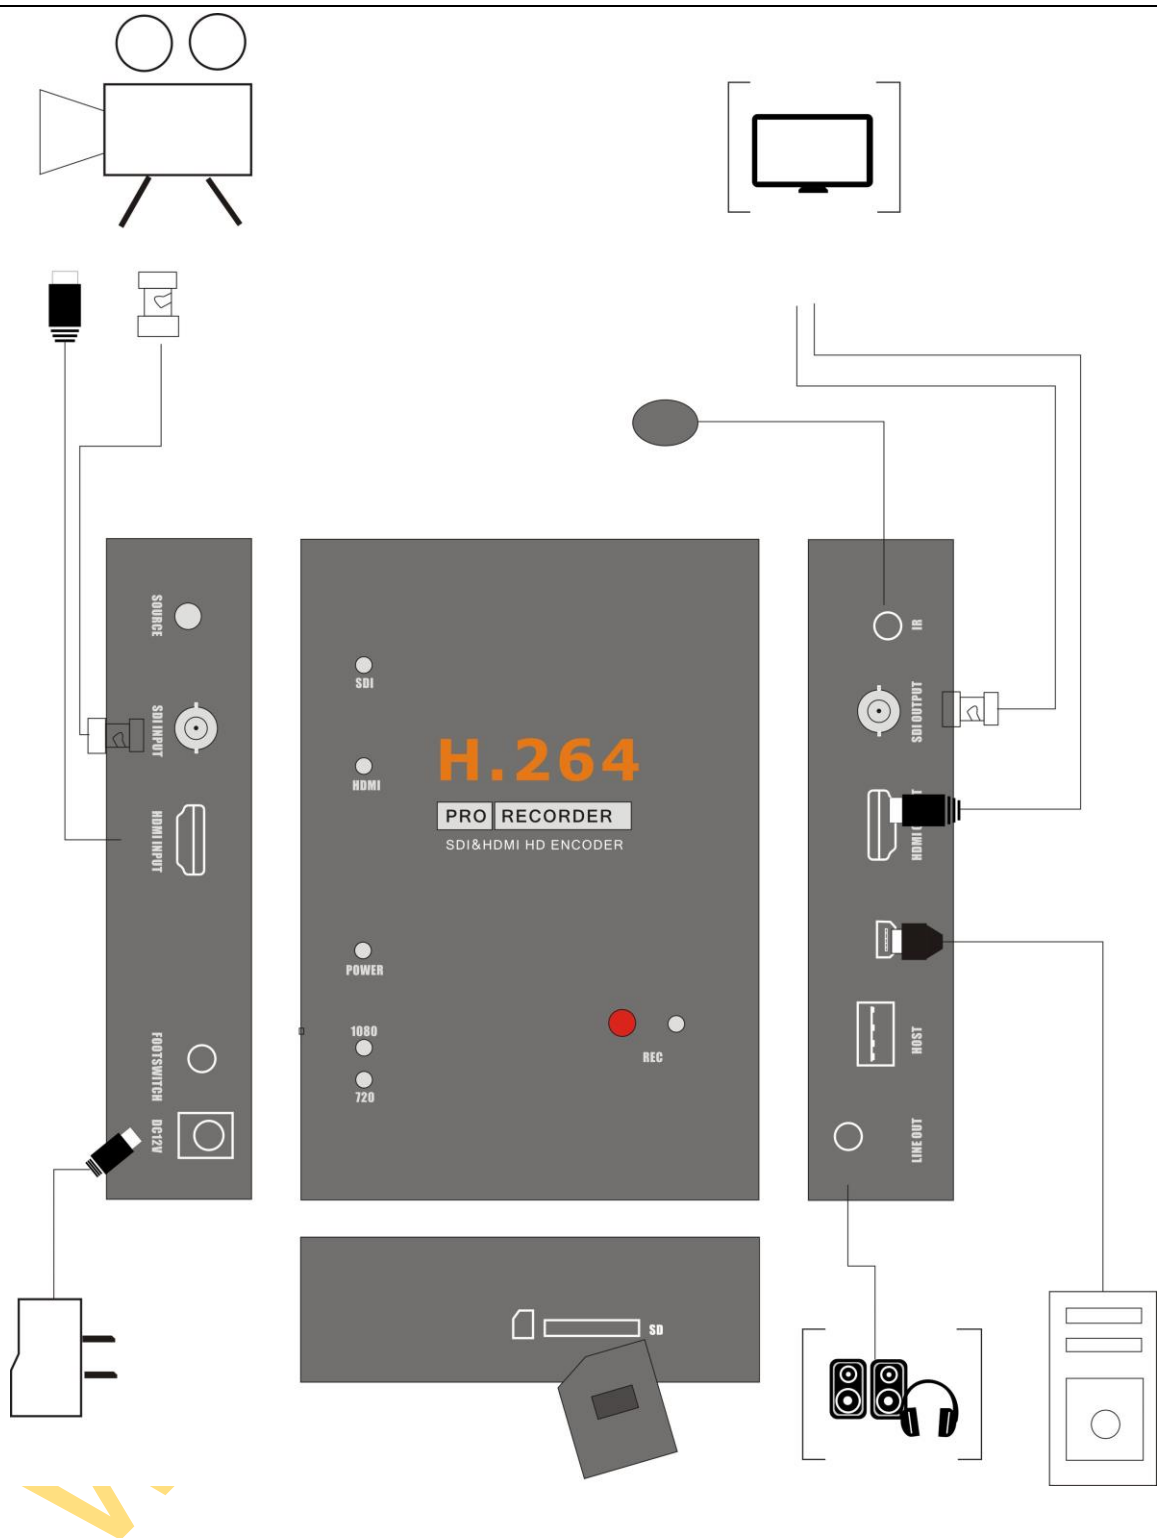 SOURCE
SDI INPUT
HDMI INPUT
FOOTSWITCH
DC12V
SDI
HDMI
H.264
PRO RECORDER
SDI&HDMI HD ENCODER
POWER
1080
720
REC
IR
SDI OUTPUT
HOST
LINE OUT
SD